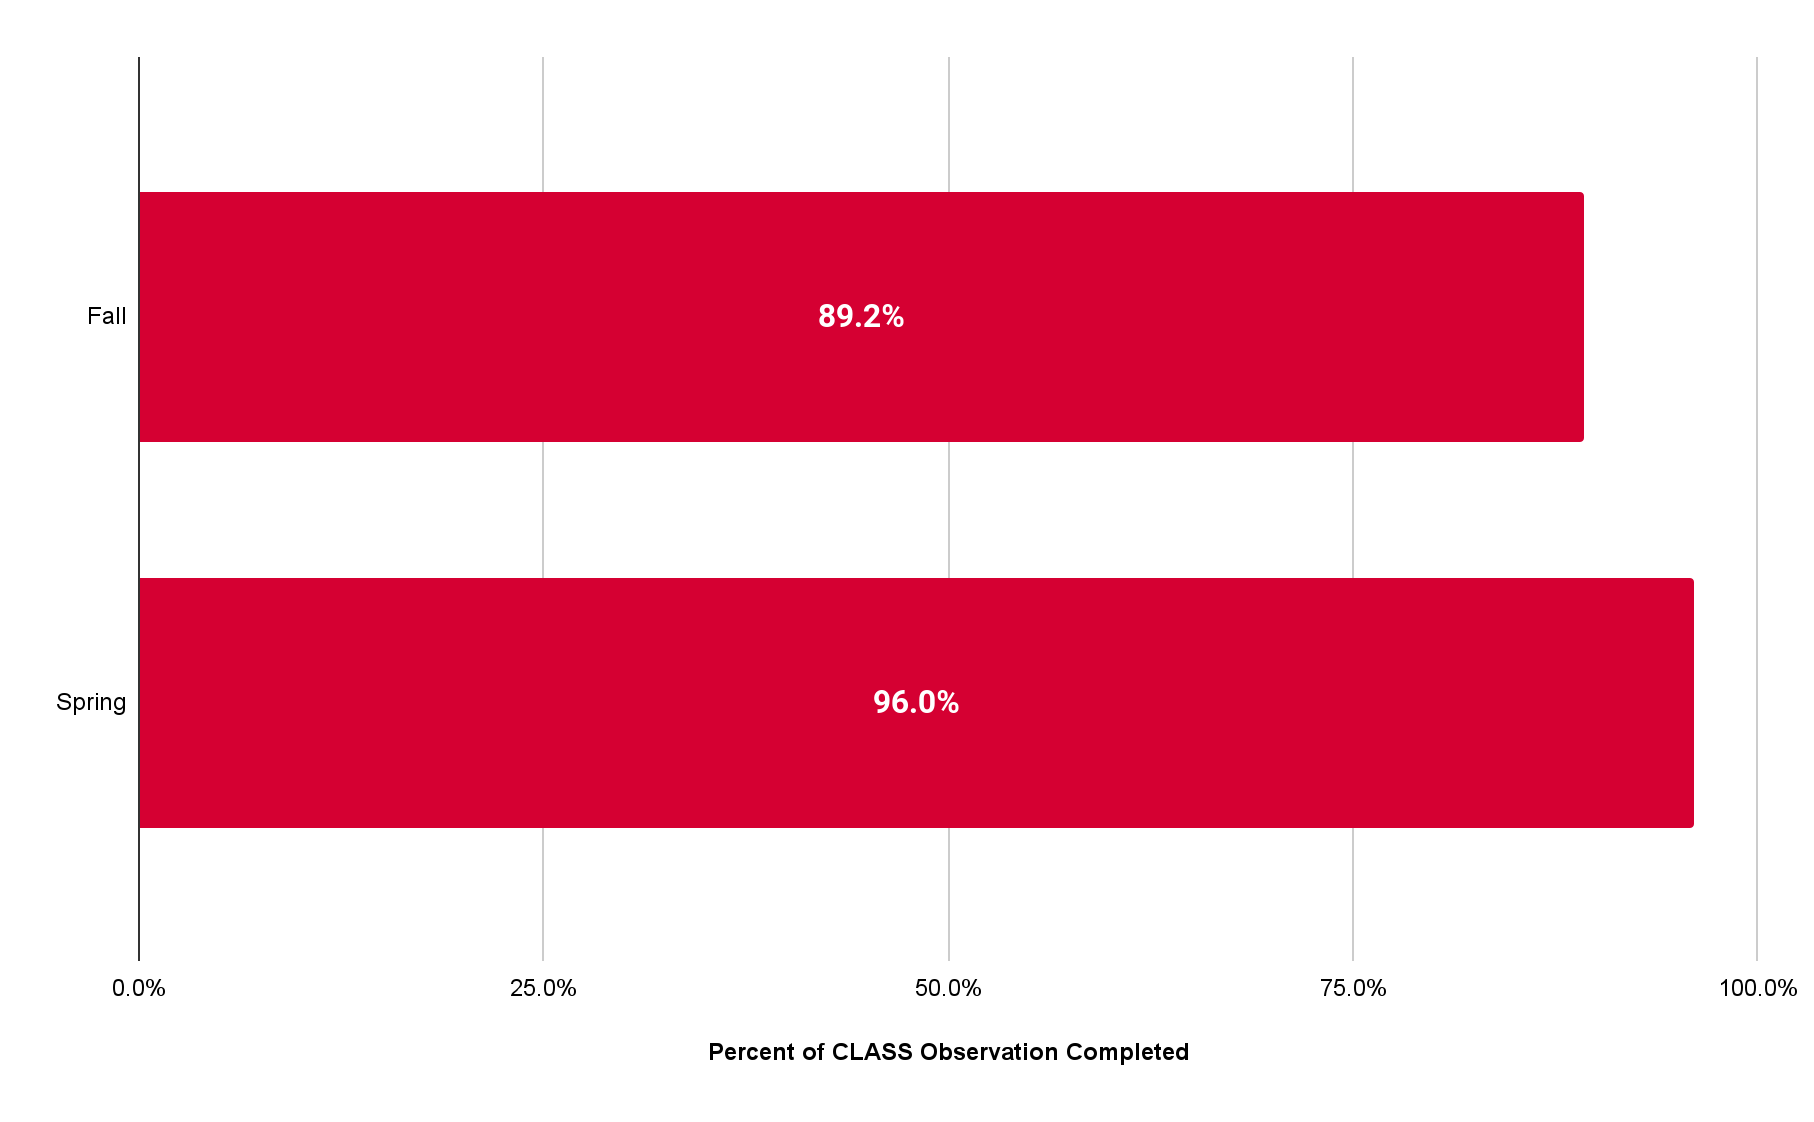 Fall
89.2%
Spring
96.0%
0.0%
25.0%
50.0%
75.0%
100.0%
Percent of CLASS Observation Completed